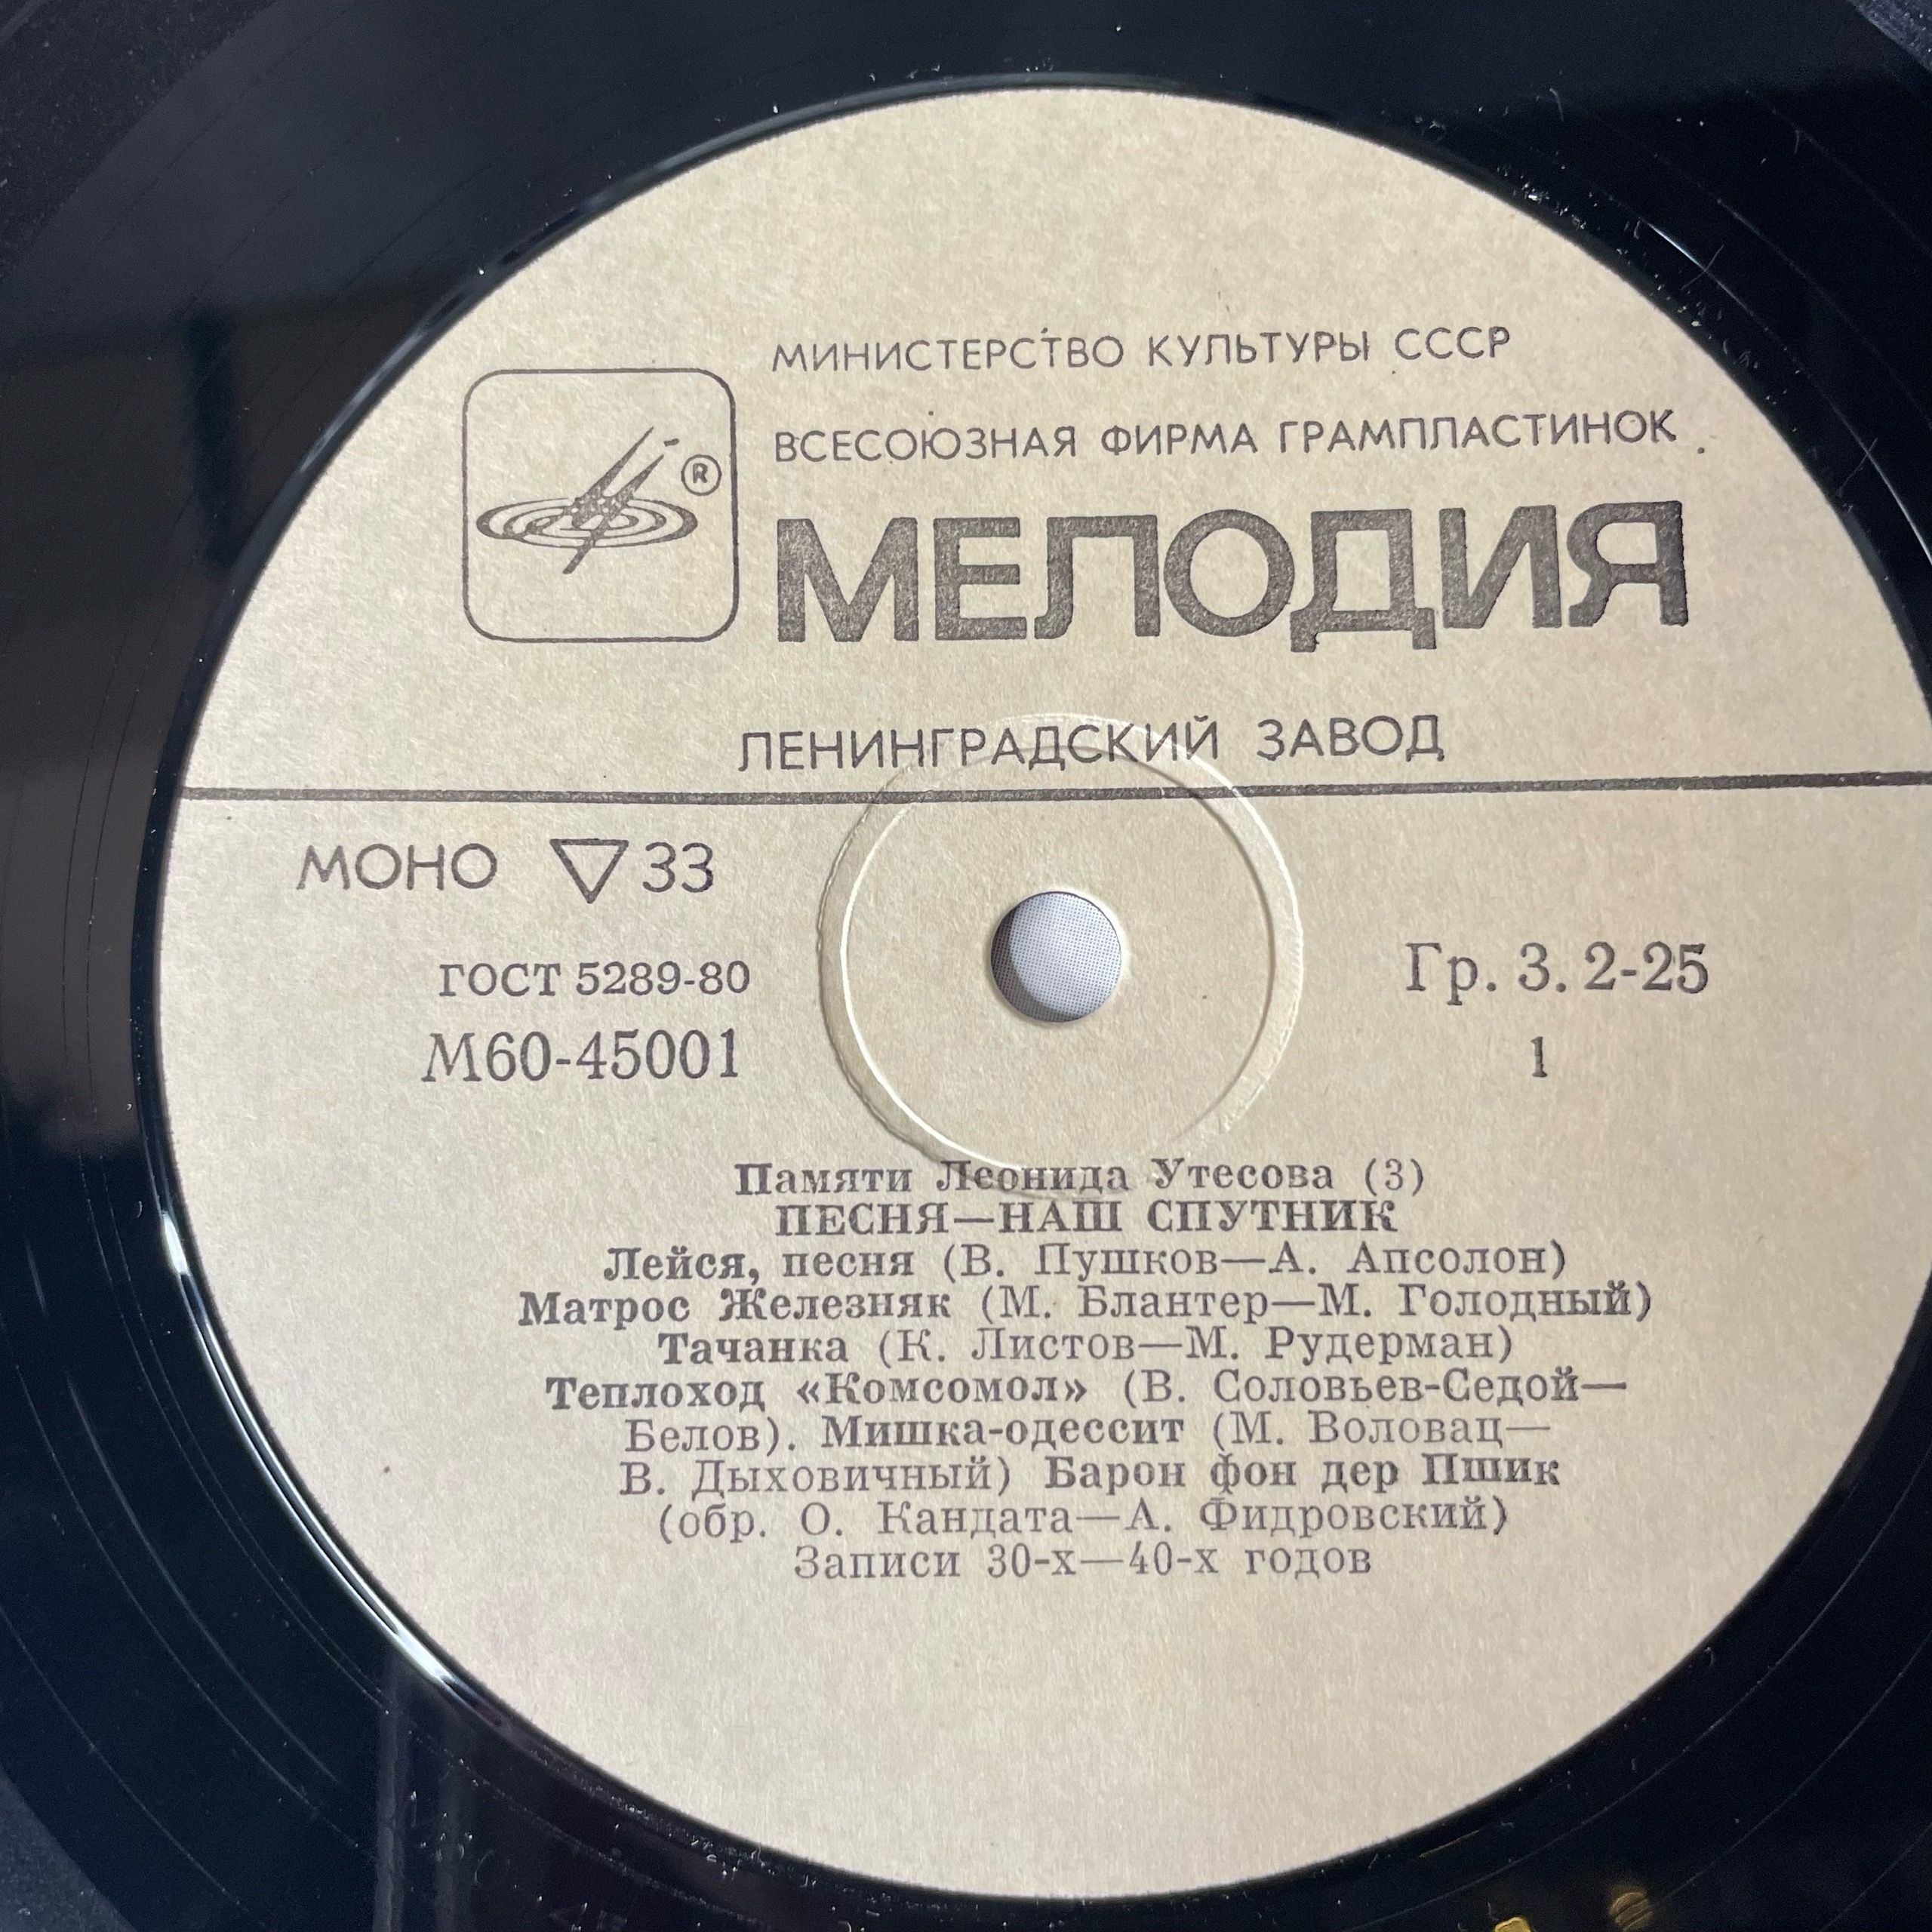 МИНИСТЕРСТВО КУЛЬТУРЫ СССР
ВСЕСОЮЗНАЯ ФИРМА ГРАМПЛАСТИНОК
®
МЕЛОДИЯ
ЛЕНИНГРАДСКИЙ ЗАВОД
МОНО ▽ 33
ГОСТ 5289-80
Гр. 3. 2-25
М60-45001
1
Памяти Леонида Утесова (3)
ПЕСНЯ—НАШ СПУТНИК
Лейся, песня (В. Пушков—А. Апсолон)
Матрос Железняк (М. Блантер—М. Голодный)
Тачанка (К. Листов—М. Рудерман)
Теплоход «Комсомол» (В. Соловьев-Седой—
Белов). Мишка-одессит (М. Воловац—
В. Дыховичный) Барон фон дер Пшик
(обр. О. Кандата—А. Фидровский)
Записи 30-х—40-х годов